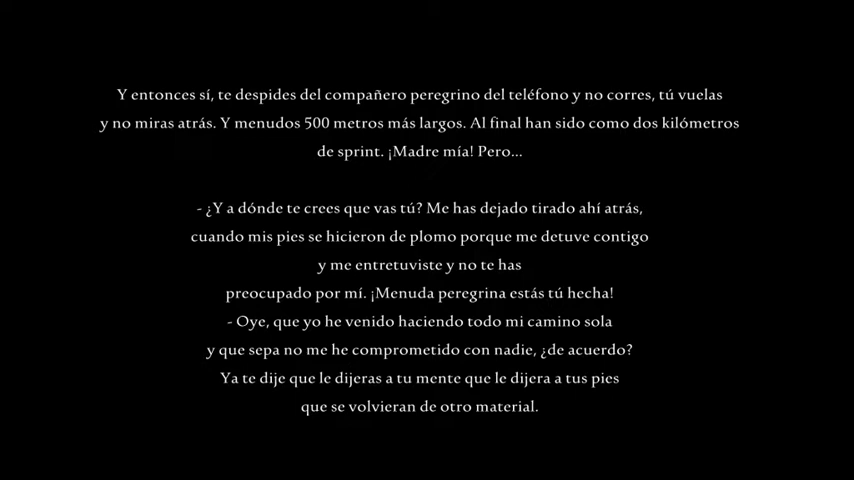 Y entonces sí, te despides del compañero peregrino del teléfono y no corres, tú vuelas
y no miras atrás. Y menudos 500 metros más largos. Al final han sido como dos kilómetros
de sprint. ¡Madre mía! Pero...
- ¿Y a dónde te crees que vas tú? Me has dejado tirado ahí atrás,
cuando mis pies se hicieron de plomo porque me detuve contigo
y me entretuviste y no te has
preocupado por mí. ¡Menuda peregrina estás tú hecha!
- Oye, que yo he venido haciendo todo mi camino sola
y que sepa no me he comprometido con nadie, ¿de acuerdo?
Ya te dije que le dijeras a tu mente que le dijera a tus pies
que se volvieran de otro material.